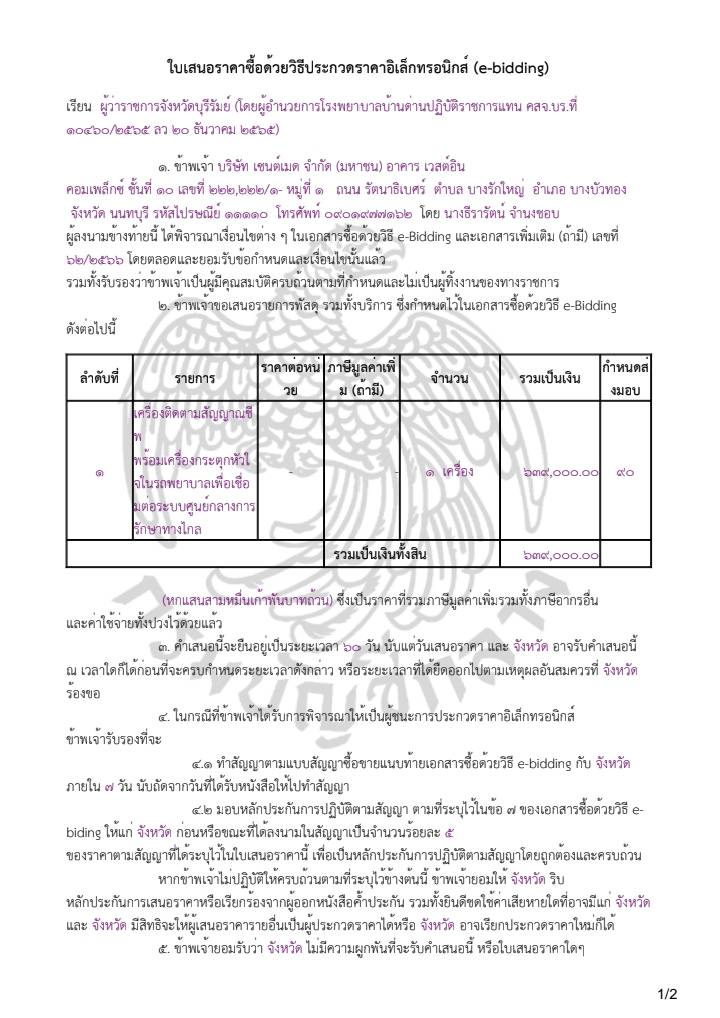 ใบเสนอราคาซื้อด้วยวิธีประกวดราคาอิเล็กทรอนิกส์ (e-bidding)
เรียน ผู้ว่าราชการจังหวัดบุรีรัมย์ (โดยผู้อำนวยการโรงพยาบาลบ้านด่านปฏิบัติราชการแทน คสจ.บร.ที่
๑๐๔๖๐/๒๕๖๕ ลว ๒๐ ธันวาคม ๒๕๖๕)
๑. ข้าพเจ้า บริษัท เซนต์เมด จำกัด (มหาชน) อาคาร เวสต์อิน
คอมเพล็กซ์ ชั้นที่ ๑๐ เลขที่ ๒๒๒,๒๒๒/๑- หมู่ที่ ๑ ถนน รัตนาธิเบศร์ ตำบล บางรักใหญ่ อำเภอ บางบัวทอง
จังหวัด นนทบุรี รหัสไปรษณีย์ ๑๑๑๑๐ โทรศัพท์ ๐๙๐๑๙๗๗๑๖๒ โดย นางธีรารัตน์ จำนงชอบ
ผู้ลงนามข้างท้ายนี้ ได้พิจารณาเงื่อนไขต่าง ๆ ในเอกสารซื้อด้วยวิธี e-Bidding และเอกสารเพิ่มเติม (ถ้ามี) เลขที่
๖๒/๒๕๖๖ โดยตลอดและยอมรับข้อกำหนดและเงื่อนไขนั้นแล้ว
รวมทั้งรับรองว่าข้าพเจ้าเป็นผู้มีคุณสมบัติครบถ้วนตามที่กำหนดและไม่เป็นผู้ทิ้งงานของทางราชการ
๒. ข้าพเจ้าขอเสนอรายการพัสดุ รวมทั้งบริการ ซึ่งกำหนดไว้ในเอกสารซื้อด้วยวิธี e-Bidding
ดังต่อไปนี้
ลำดับที่ รายการ ราคาต่อหน่วย ภาษีมูลค่าเพิ่ม (ถ้ามี) จำนวน รวมเป็นเงิน กำหนดส่งมอบ
เครื่องติดตามสัญญาณชี
พ
พร้อมเครื่องกระตุกหัวใ
๑ จในรถพยาบาลเพื่อเชื่อ - - ๑ เครื่อง ๖๓๙,๐๐๐.๐๐ ๙๐
มต่อระบบศูนย์กลางการ
รักษาทางไกล
รวมเป็นเงินทั้งสิน ๖๓๙,๐๐๐.๐๐
(หกแสนสามหมื่นเก้าพันบาทถ้วน) ซึ่งเป็นราคาที่รวมภาษีมูลค่าเพิ่มรวมทั้งภาษีอากรอื่น
และค่าใช้จ่ายทั้งปวงไว้ด้วยแล้ว
๓. คำเสนอนี้จะยืนอยู่เป็นระยะเวลา ๖๐ วัน นับแต่วันเสนอราคา และ จังหวัด อาจรับคำเสนอนี้
ณ เวลาใดก็ได้ก่อนที่จะครบกำหนดระยะเวลาดังกล่าว หรือระยะเวลาที่ได้ยืดออกไปตามเหตุผลอันสมควรที่ จังหวัด
ร้องขอ
๔. ในกรณีที่ข้าพเจ้าได้รับการพิจารณาให้เป็นผู้ชนะการประกวดราคาอิเล็กทรอนิกส์
ข้าพเจ้ารับรองที่จะ
๔.๑ ทำสัญญาตามแบบสัญญาซื้อขายแนบท้ายเอกสารซื้อด้วยวิธี e-bidding กับ จังหวัด
ภายใน ๗ วัน นับถัดจากวันที่ได้รับหนังสือให้ไปทำสัญญา
๔.๒ มอบหลักประกันการปฏิบัติตามสัญญา ตามที่ระบุไว้ในข้อ ๗ ของเอกสารซื้อด้วยวิธี e-
biding ให้แก่ จังหวัด ก่อนหรือขณะที่ได้ลงนามในสัญญาเป็นจำนวนร้อยละ ๕
ของราคาตามสัญญาที่ได้ระบุไว้ในใบเสนอราคานี้ เพื่อเป็นหลักประกันการปฏิบัติตามสัญญาโดยถูกต้องและครบถ้วน
หากข้าพเจ้าไม่ปฏิบัติให้ครบถ้วนตามที่ระบุไว้ข้างต้นนี้ ข้าพเจ้ายอมให้ จังหวัด ริบ
หลักประกันการเสนอราคาหรือเรียกร้องจากผู้ออกหนังสือค้ำประกัน รวมทั้งยินดีชดใช้ค่าเสียหายใดที่อาจมีแก่ จังหวัด
และ จังหวัด มีสิทธิจะให้ผู้เสนอราคารายอื่นเป็นผู้ประกวดราคาได้หรือ จังหวัด อาจเรียกประกวดราคาใหม่ก็ได้
๕. ข้าพเจ้ายอมรับว่า จังหวัด ไม่มีความผูกพันที่จะรับคำเสนอนี้ หรือใบเสนอราคาใดๆ
1/2